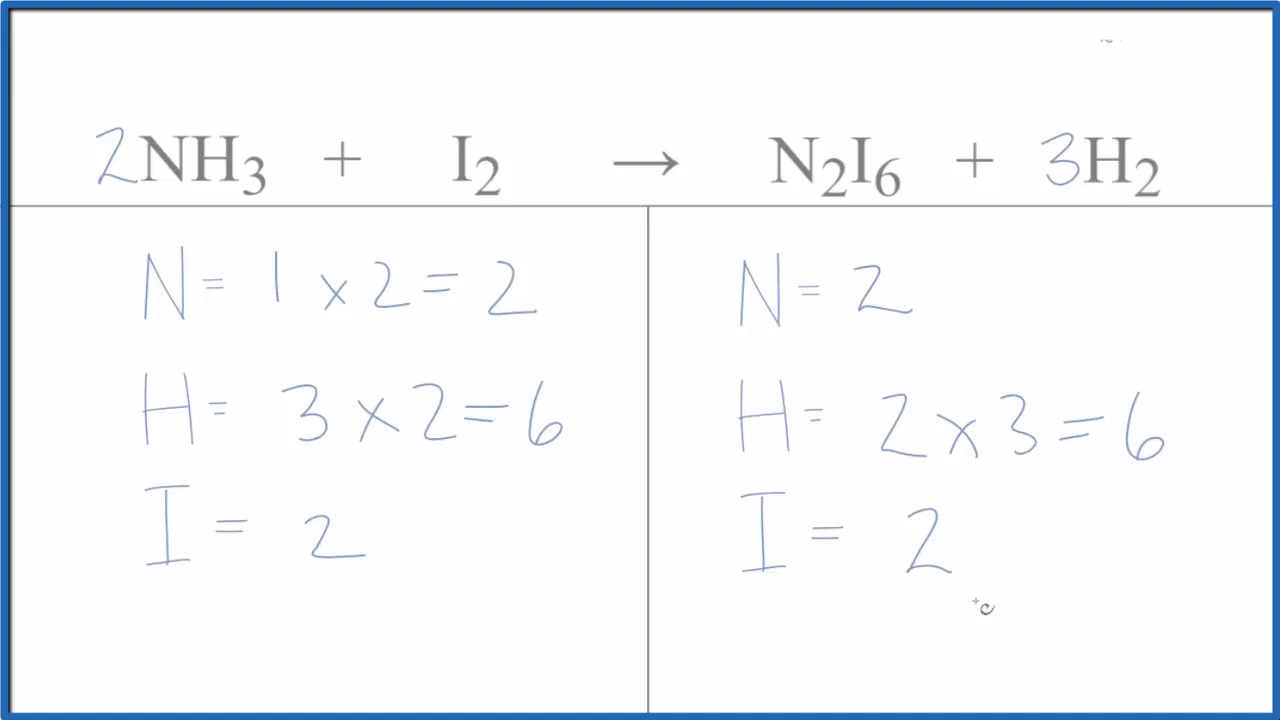 2NH₃ + I₂ → N₂I₆ + 3H₂
N = 1 x 2 = 2
H = 3 x 2 = 6
I = 2
N = 2
H = 2 x 3 = 6
I = 2